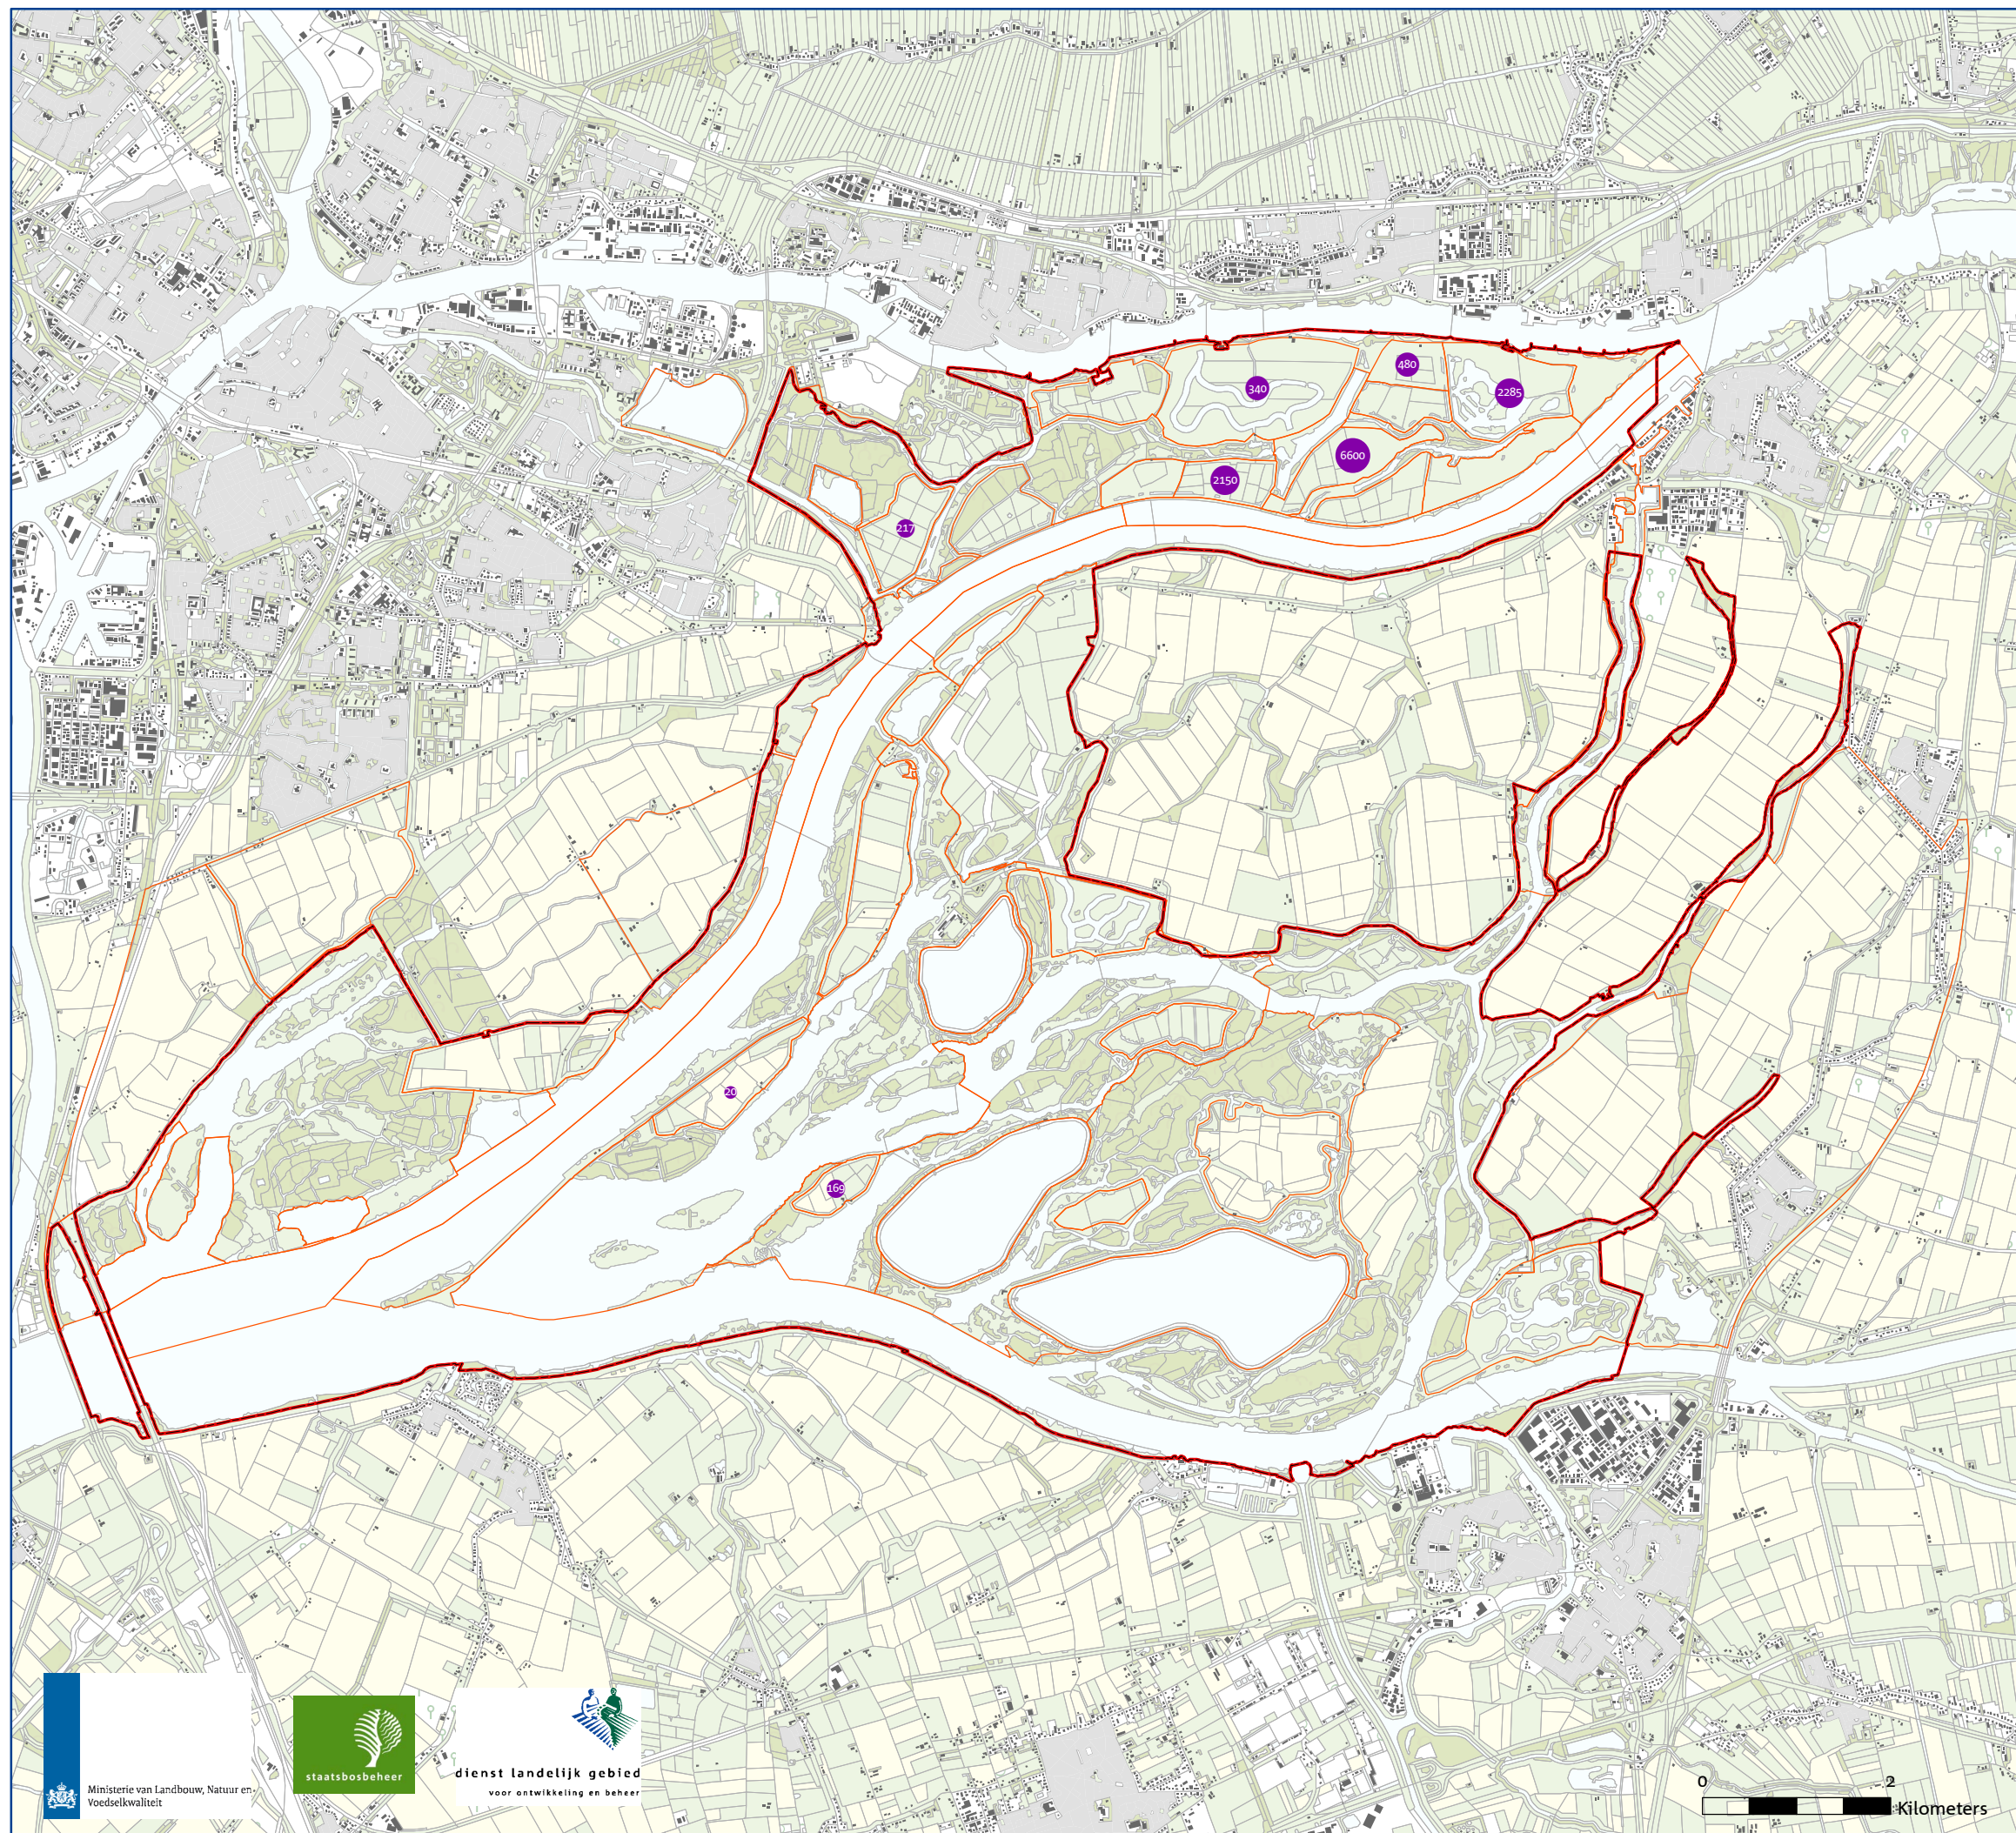 480
340
2285
6600
2150
217
20
169
Ministerie van Landbouw, Natuur en
Voedselkwaliteit
staatsbosbeheer
dienst landelijk gebied
voor ontwikkeling en beheer
0 2
Kilometers